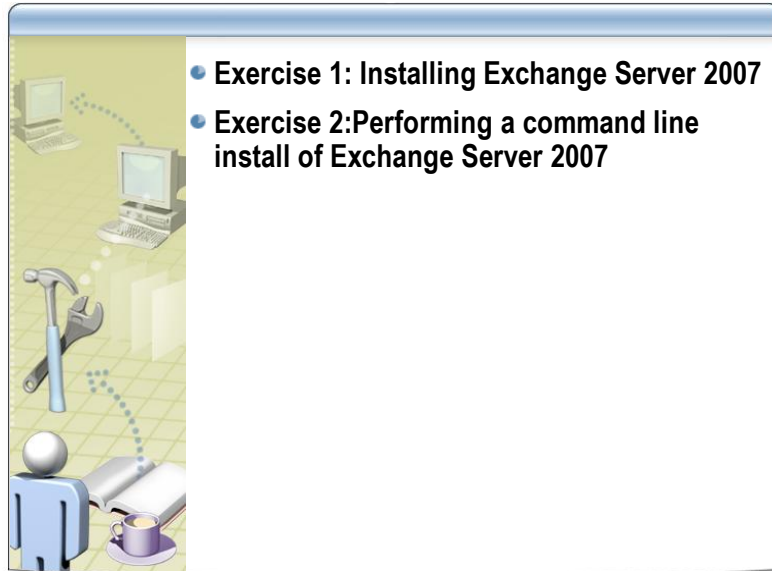 Exercise 1: Installing Exchange Server 2007
Exercise 2:Performing a command line
install of Exchange Server 2007